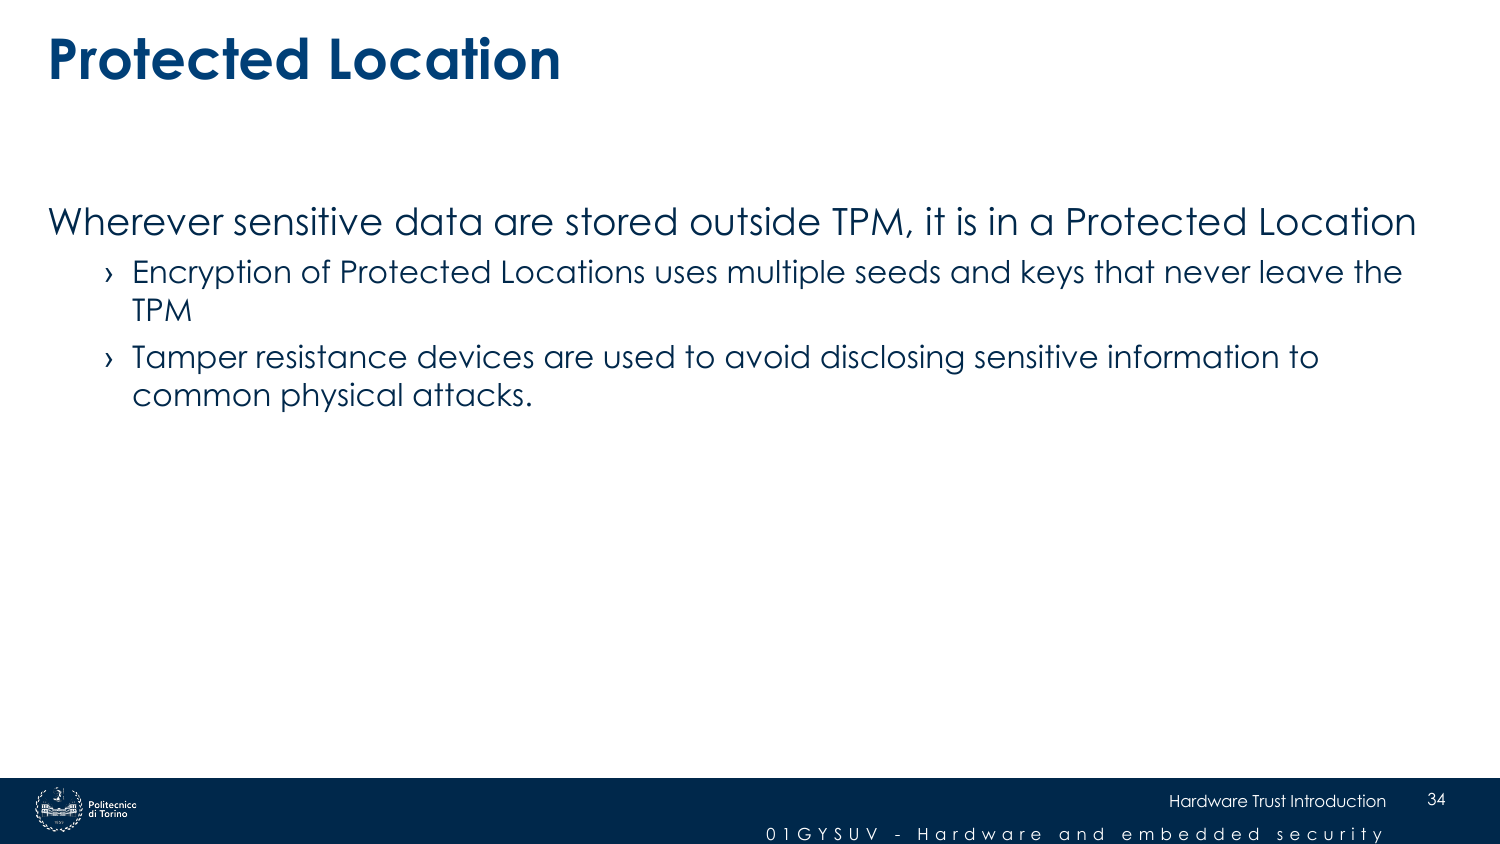 Protected Location
Wherever sensitive data are stored outside TPM, it is in a Protected Location
› Encryption of Protected Locations uses multiple seeds and keys that never leave the
TPM
› Tamper resistance devices are used to avoid disclosing sensitive information to
common physical attacks.
Politecnico
di Torino
Hardware Trust Introduction
34
01GYSUV - Hardware and embedded security